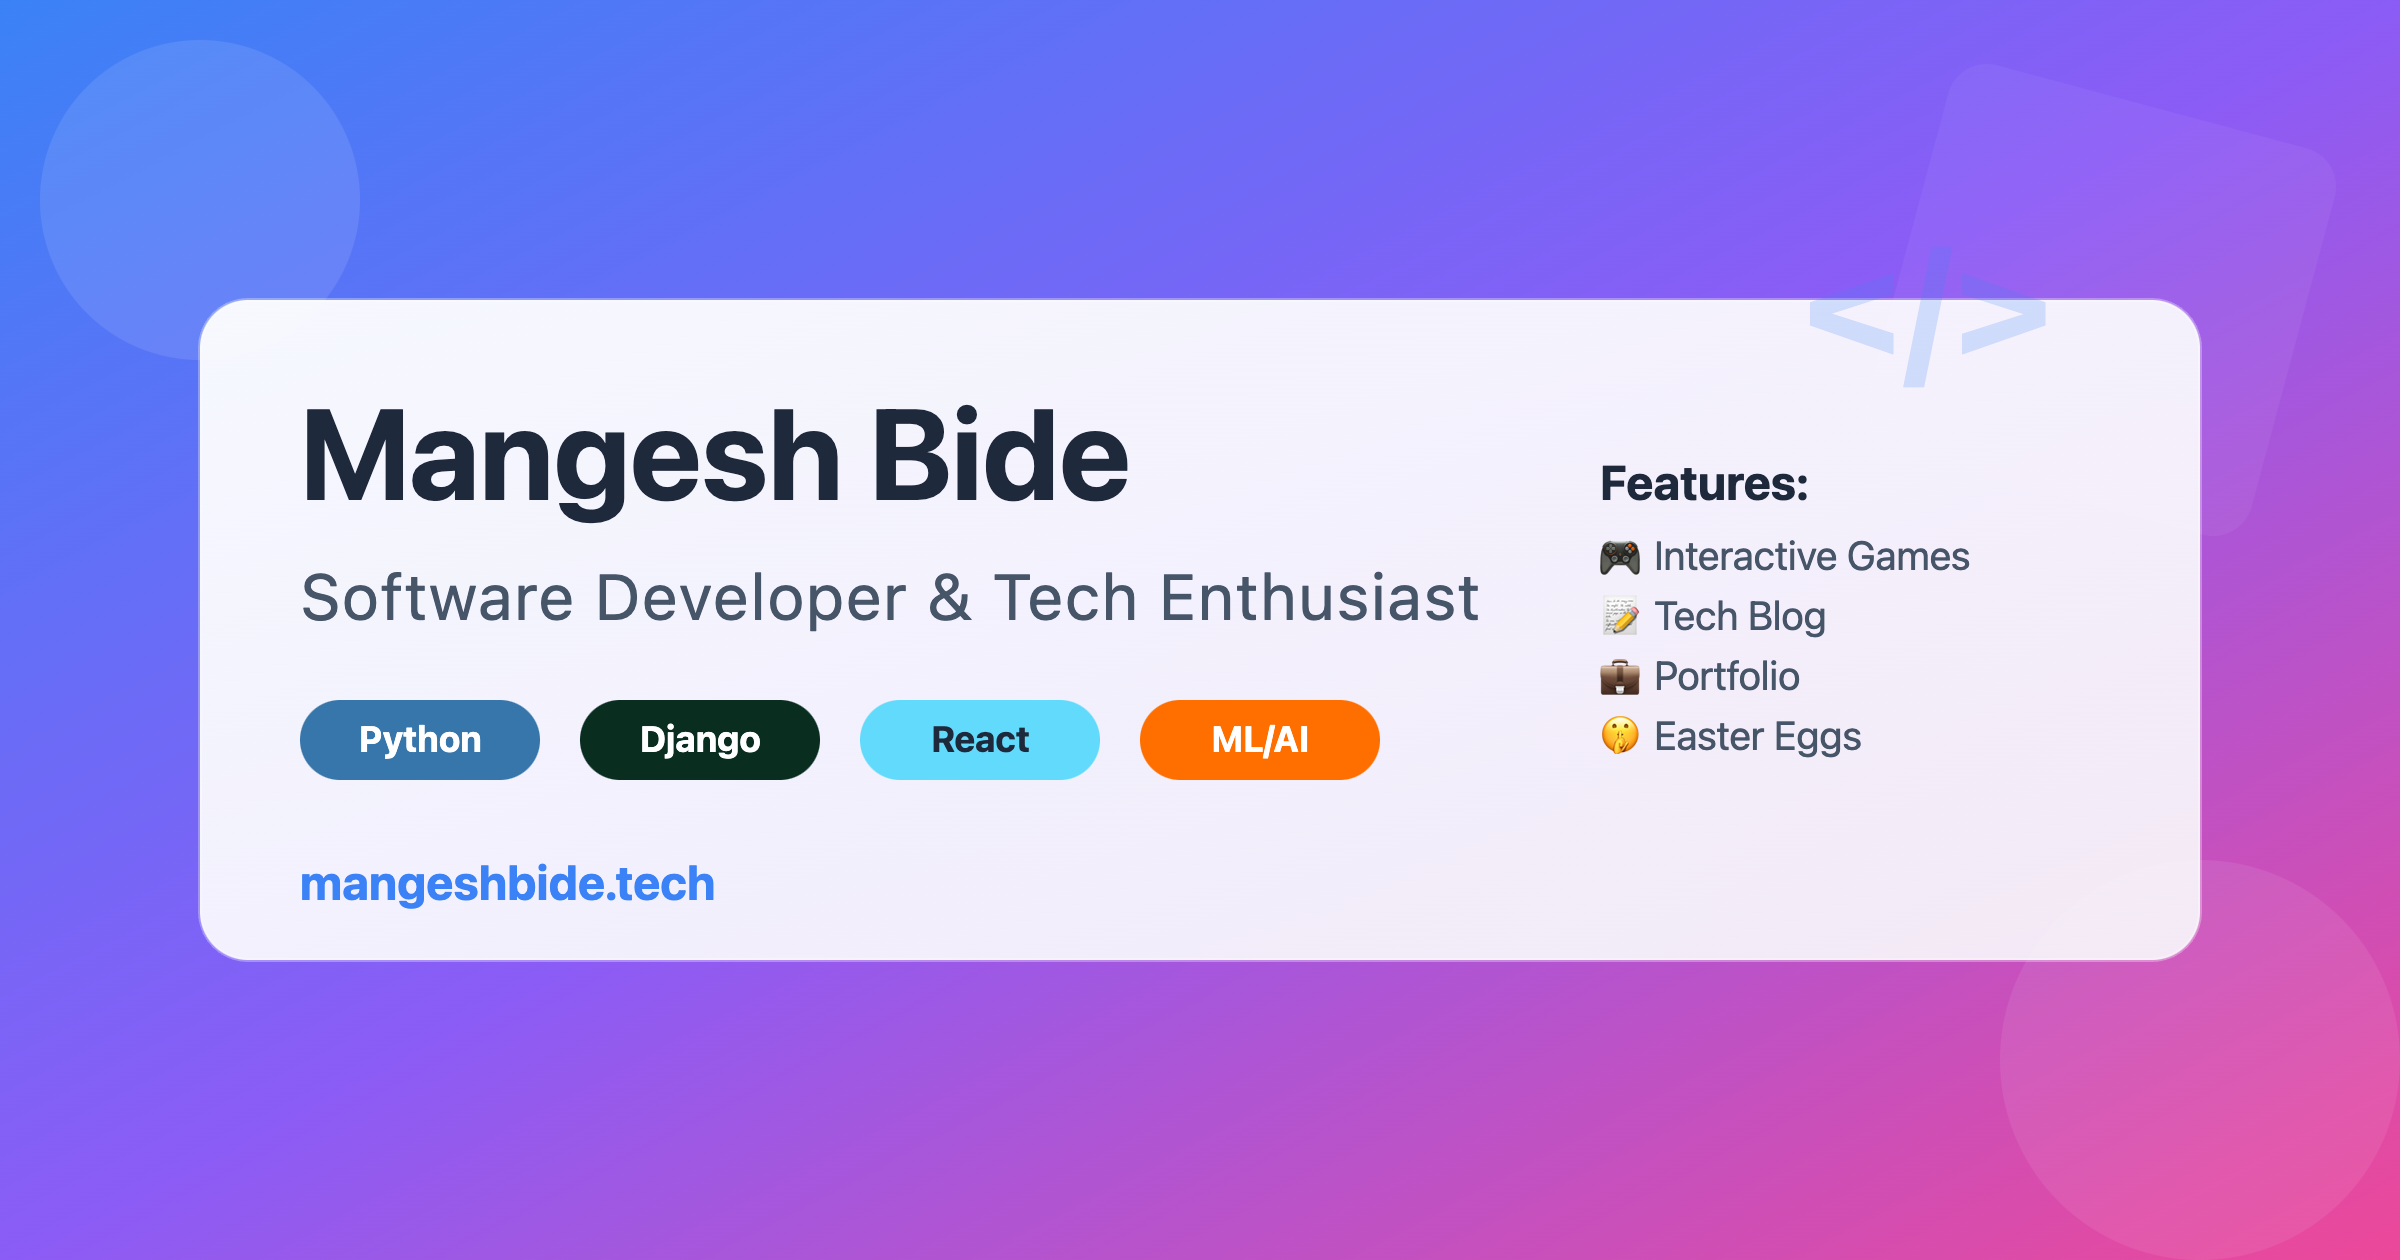 </>
Mangesh Bide
Software Developer & Tech Enthusiast
Python
Django
React
ML/AI
mangeshbide.tech
Features:
🎮 Interactive Games
📝 Tech Blog
💼 Portfolio
🤫 Easter Eggs